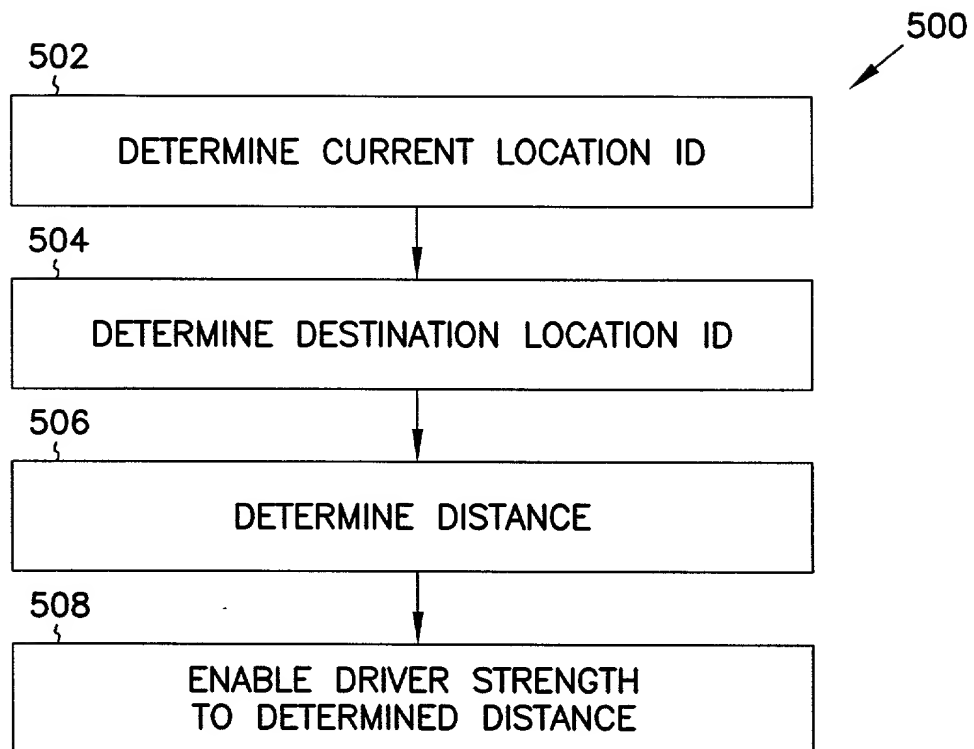 500
502
DETERMINE CURRENT LOCATION ID
504
DETERMINE DESTINATION LOCATION ID
506
DETERMINE DISTANCE
508
ENABLE DRIVER STRENGTH
TO DETERMINED DISTANCE